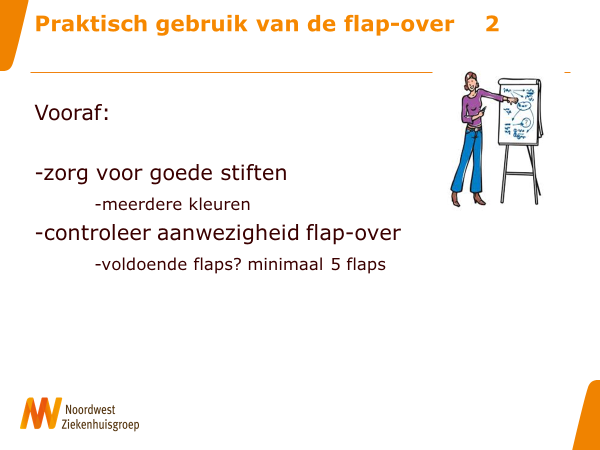 Praktisch gebruik van de flap-over 2
Vooraf:
-zorg voor goede stiften
-meerdere kleuren
-controleer aanwezigheid flap-over
-voldoende flaps? minimaal 5 flaps
Noordwest
Ziekenhuisgroep